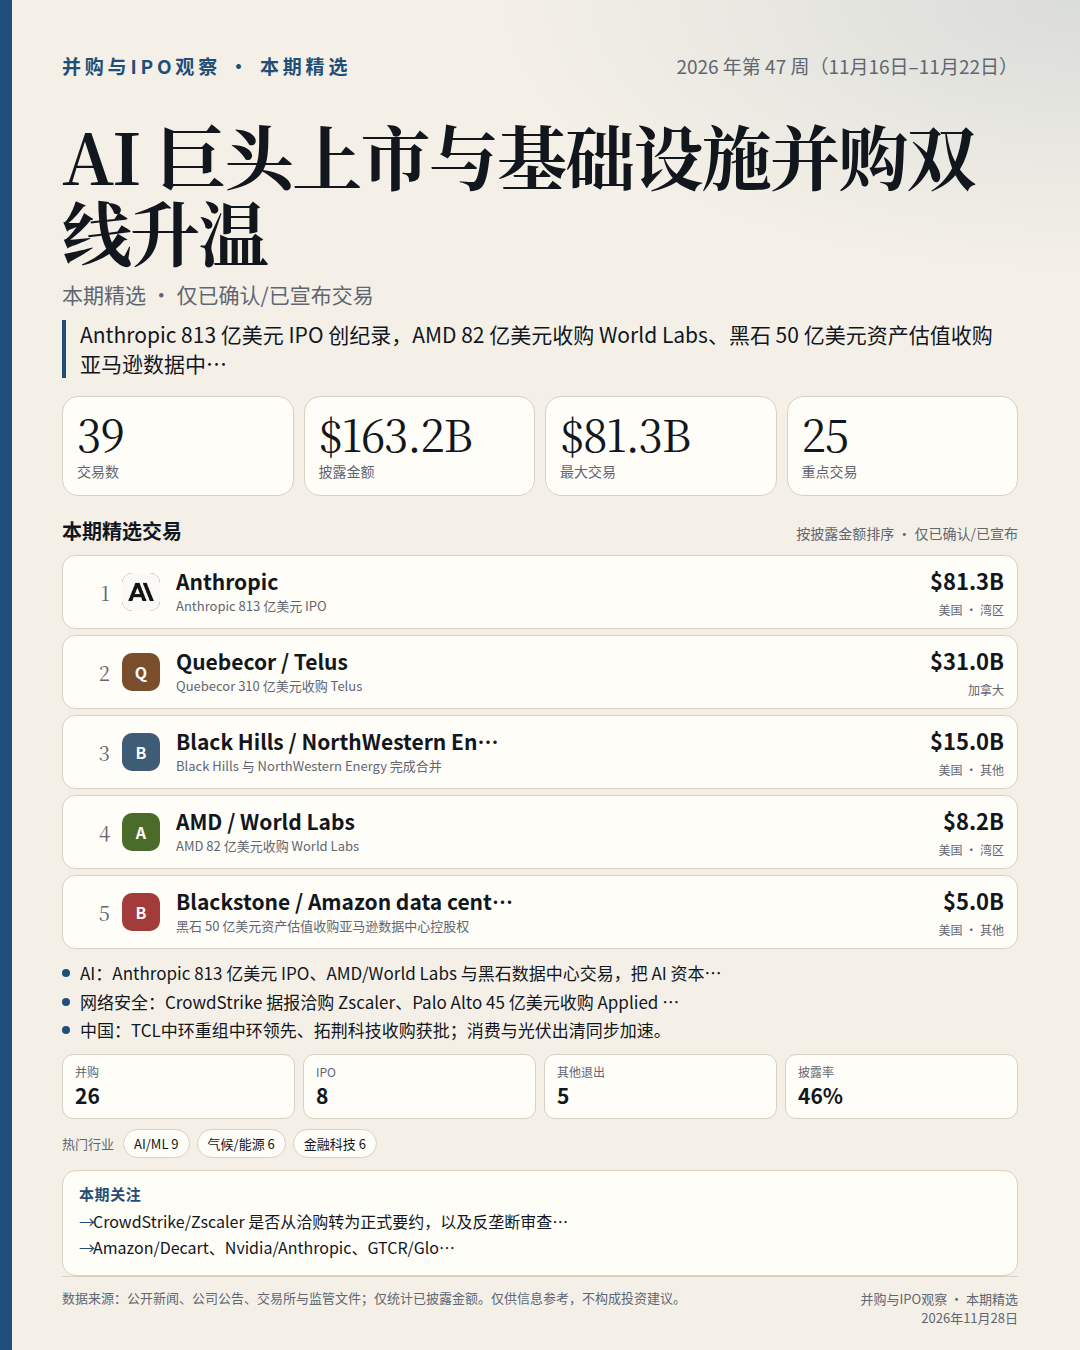 并购与IPO观察 · 本期精选
2026 年第 47 周（11月16日–11月22日）
AI 巨头上市与基础设施并购双
线升温
本期精选 · 仅已确认/已宣布交易
Anthropic 813 亿美元 IPO 创纪录，AMD 82 亿美元收购 World Labs、黑石 50 亿美元资产估值收购
亚马逊数据中…
39
交易数
$163.2B
披露金额
$81.3B
最大交易
25
重点交易
本期精选交易
按披露金额排序 · 仅已确认/已宣布
1
Anthropic
Anthropic 813 亿美元 IPO
$81.3B
美国 · 湾区
2
Q
Quebecor / Telus
Quebecor 310 亿美元收购 Telus
$31.0B
加拿大
3
B
Black Hills / NorthWestern En…
Black Hills 与 NorthWestern Energy 完成合并
$15.0B
美国 · 其他
4
A
AMD / World Labs
AMD 82 亿美元收购 World Labs
$8.2B
美国 · 湾区
5
B
Blackstone / Amazon data cent…
黑石 50 亿美元资产估值收购亚马逊数据中心控股权
$5.0B
美国 · 其他
AI：Anthropic 813 亿美元 IPO、AMD/World Labs 与黑石数据中心交易，把 AI 资本…
网络安全：CrowdStrike 据报洽购 Zscaler、Palo Alto 45 亿美元收购 Applied …
中国：TCL中环重组中环领先、拓荆科技收购获批；消费与光伏出清同步加速。
并购
26
IPO
8
其他退出
5
披露率
46%
热门行业
AI/ML 9
气候/能源 6
金融科技 6
本期关注
→CrowdStrike/Zscaler 是否从洽购转为正式要约，以及反垄断审查…
→Amazon/Decart、Nvidia/Anthropic、GTCR/Glo…
数据来源：公开新闻、公司公告、交易所与监管文件；仅统计已披露金额。仅供信息参考，不构成投资建议。
并购与IPO观察 · 本期精选
2026年11月28日